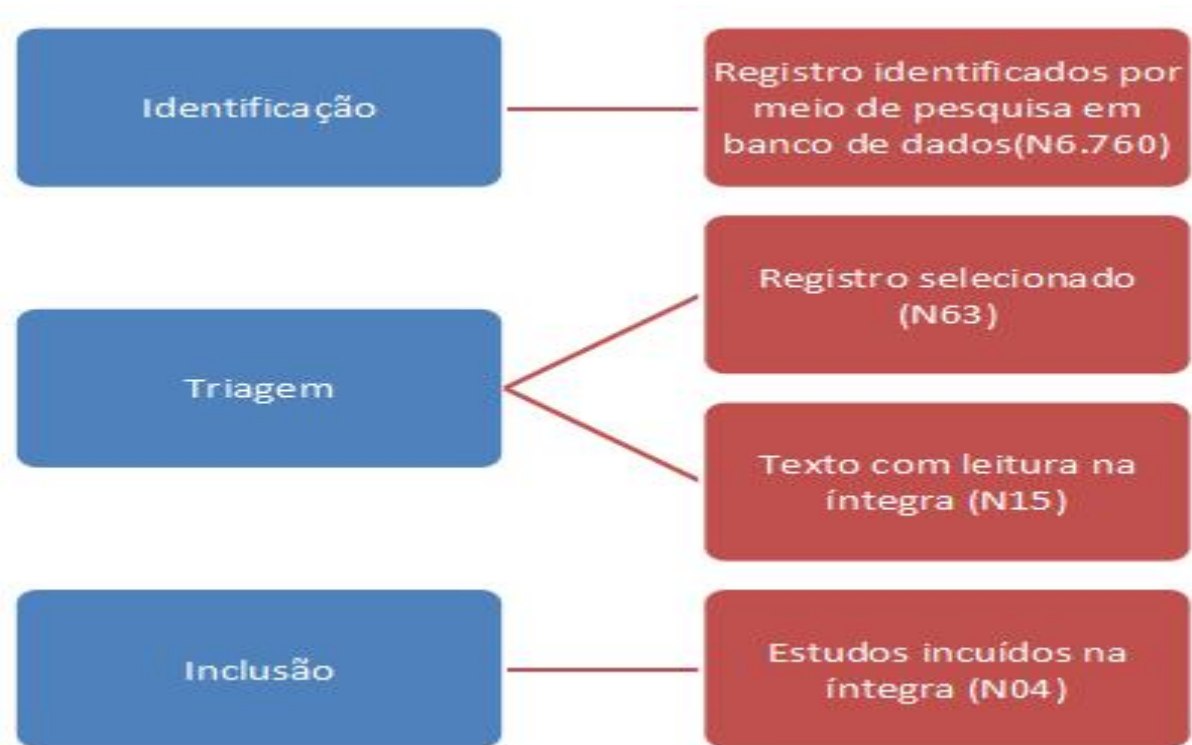 Identificação
Registro identificados por
meio de pesquisa em
banco de dados(N6.760)
Triagem
Registro selecionado
(N63)
Texto com leitura na
íntegra (N15)
Inclusão
Estudos incuídos na
íntegra (N04)